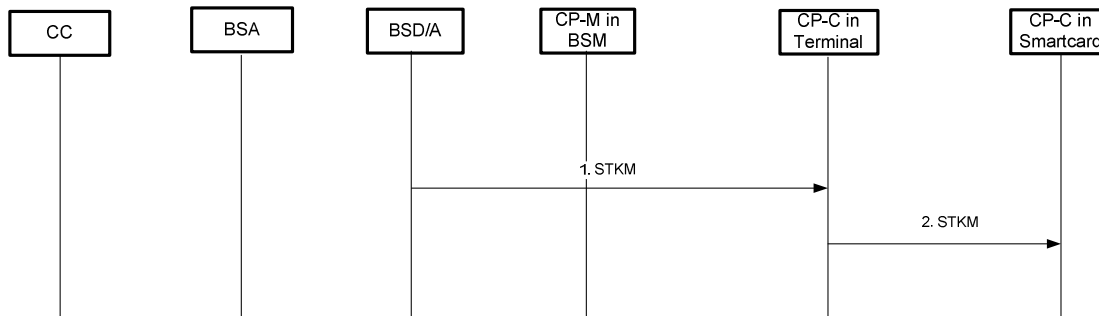 CC
BSA
BSD/A
CP-M in
BSM
CP-C in
Terminal
CP-C in
Smartcard
1. STKM
2. STKM